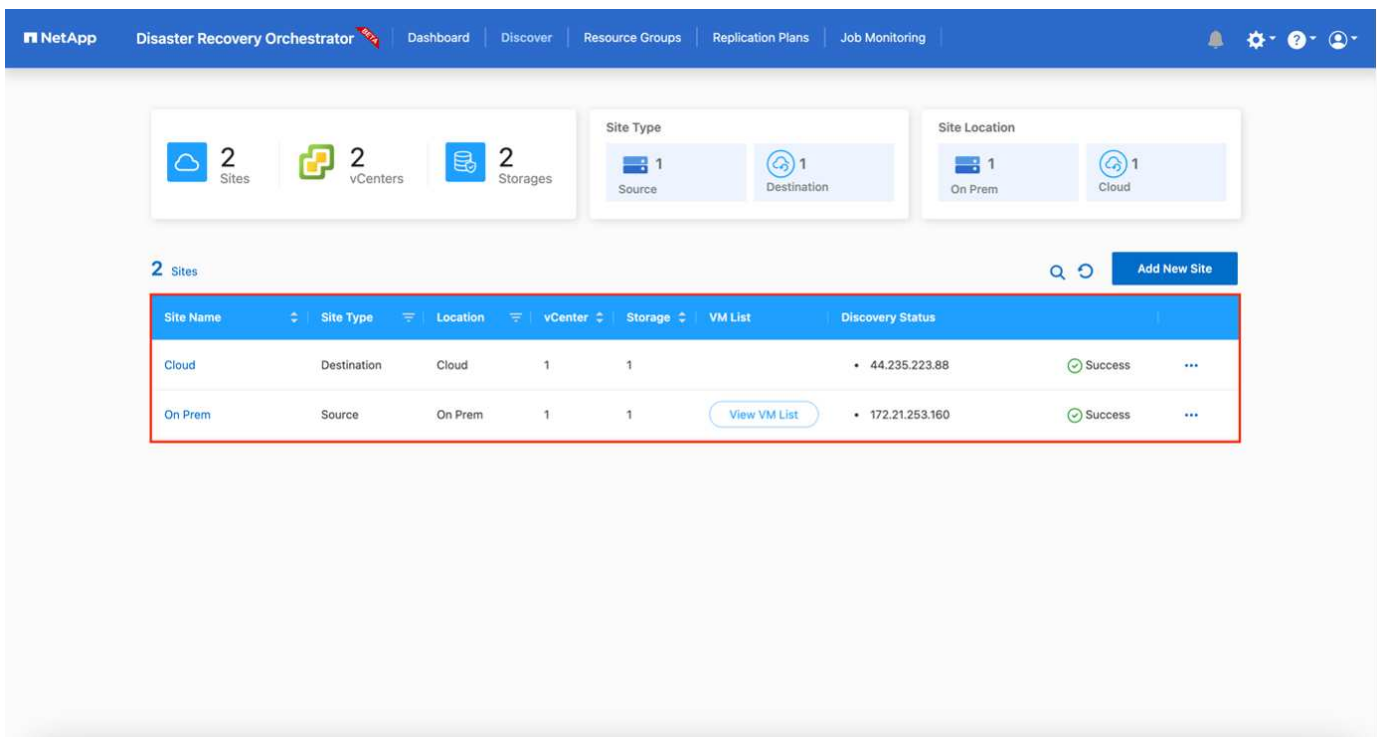 NetApp Disaster Recovery Orchestrator BETA Dashboard Discover Resource Groups Replication Plans Job Monitoring
2 Sites 2 vCenters 2 Storages
Site Type
1 Source 1 Destination
Site Location
1 On Prem 1 Cloud
2 Sites Add New Site
Site Name Site Type Location vCenter Storage VM List Discovery Status
Cloud Destination Cloud 1 1 • 44.235.223.88 Success ...
On Prem Source On Prem 1 1 View VM List • 172.21.253.160 Success ...